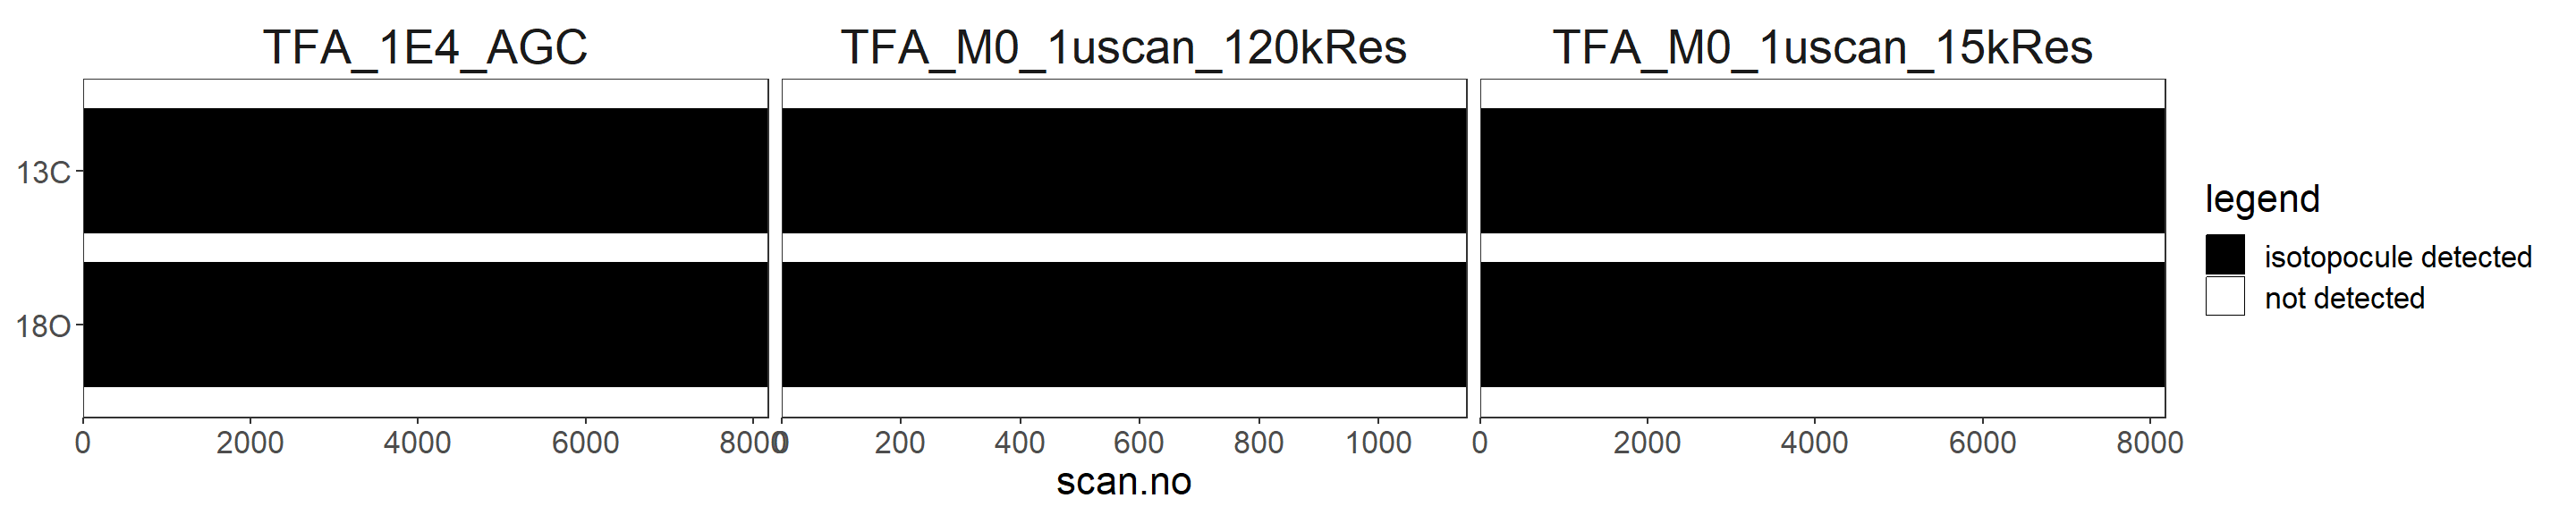 TFA_1E4_AGC TFA_M0_1uscan_120kRes TFA_M0_1uscan_15kRes
13C
18O
0 2000 4000 6000 8000 0 200 400 600 800 1000 0 2000 4000 6000 8000
scan.no
legend
isotopocule detected
not detected